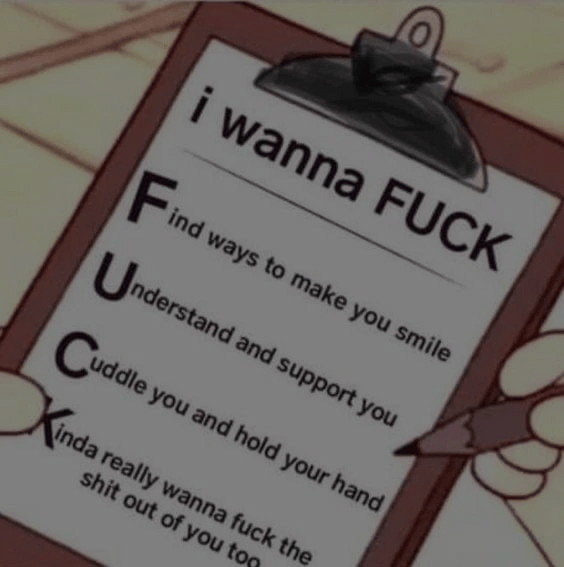 i wanna FUCK
Find ways to make you smile
Understand and support you
Cuddle you and hold your hand
Kinda really wanna fuck the
shit out of you too